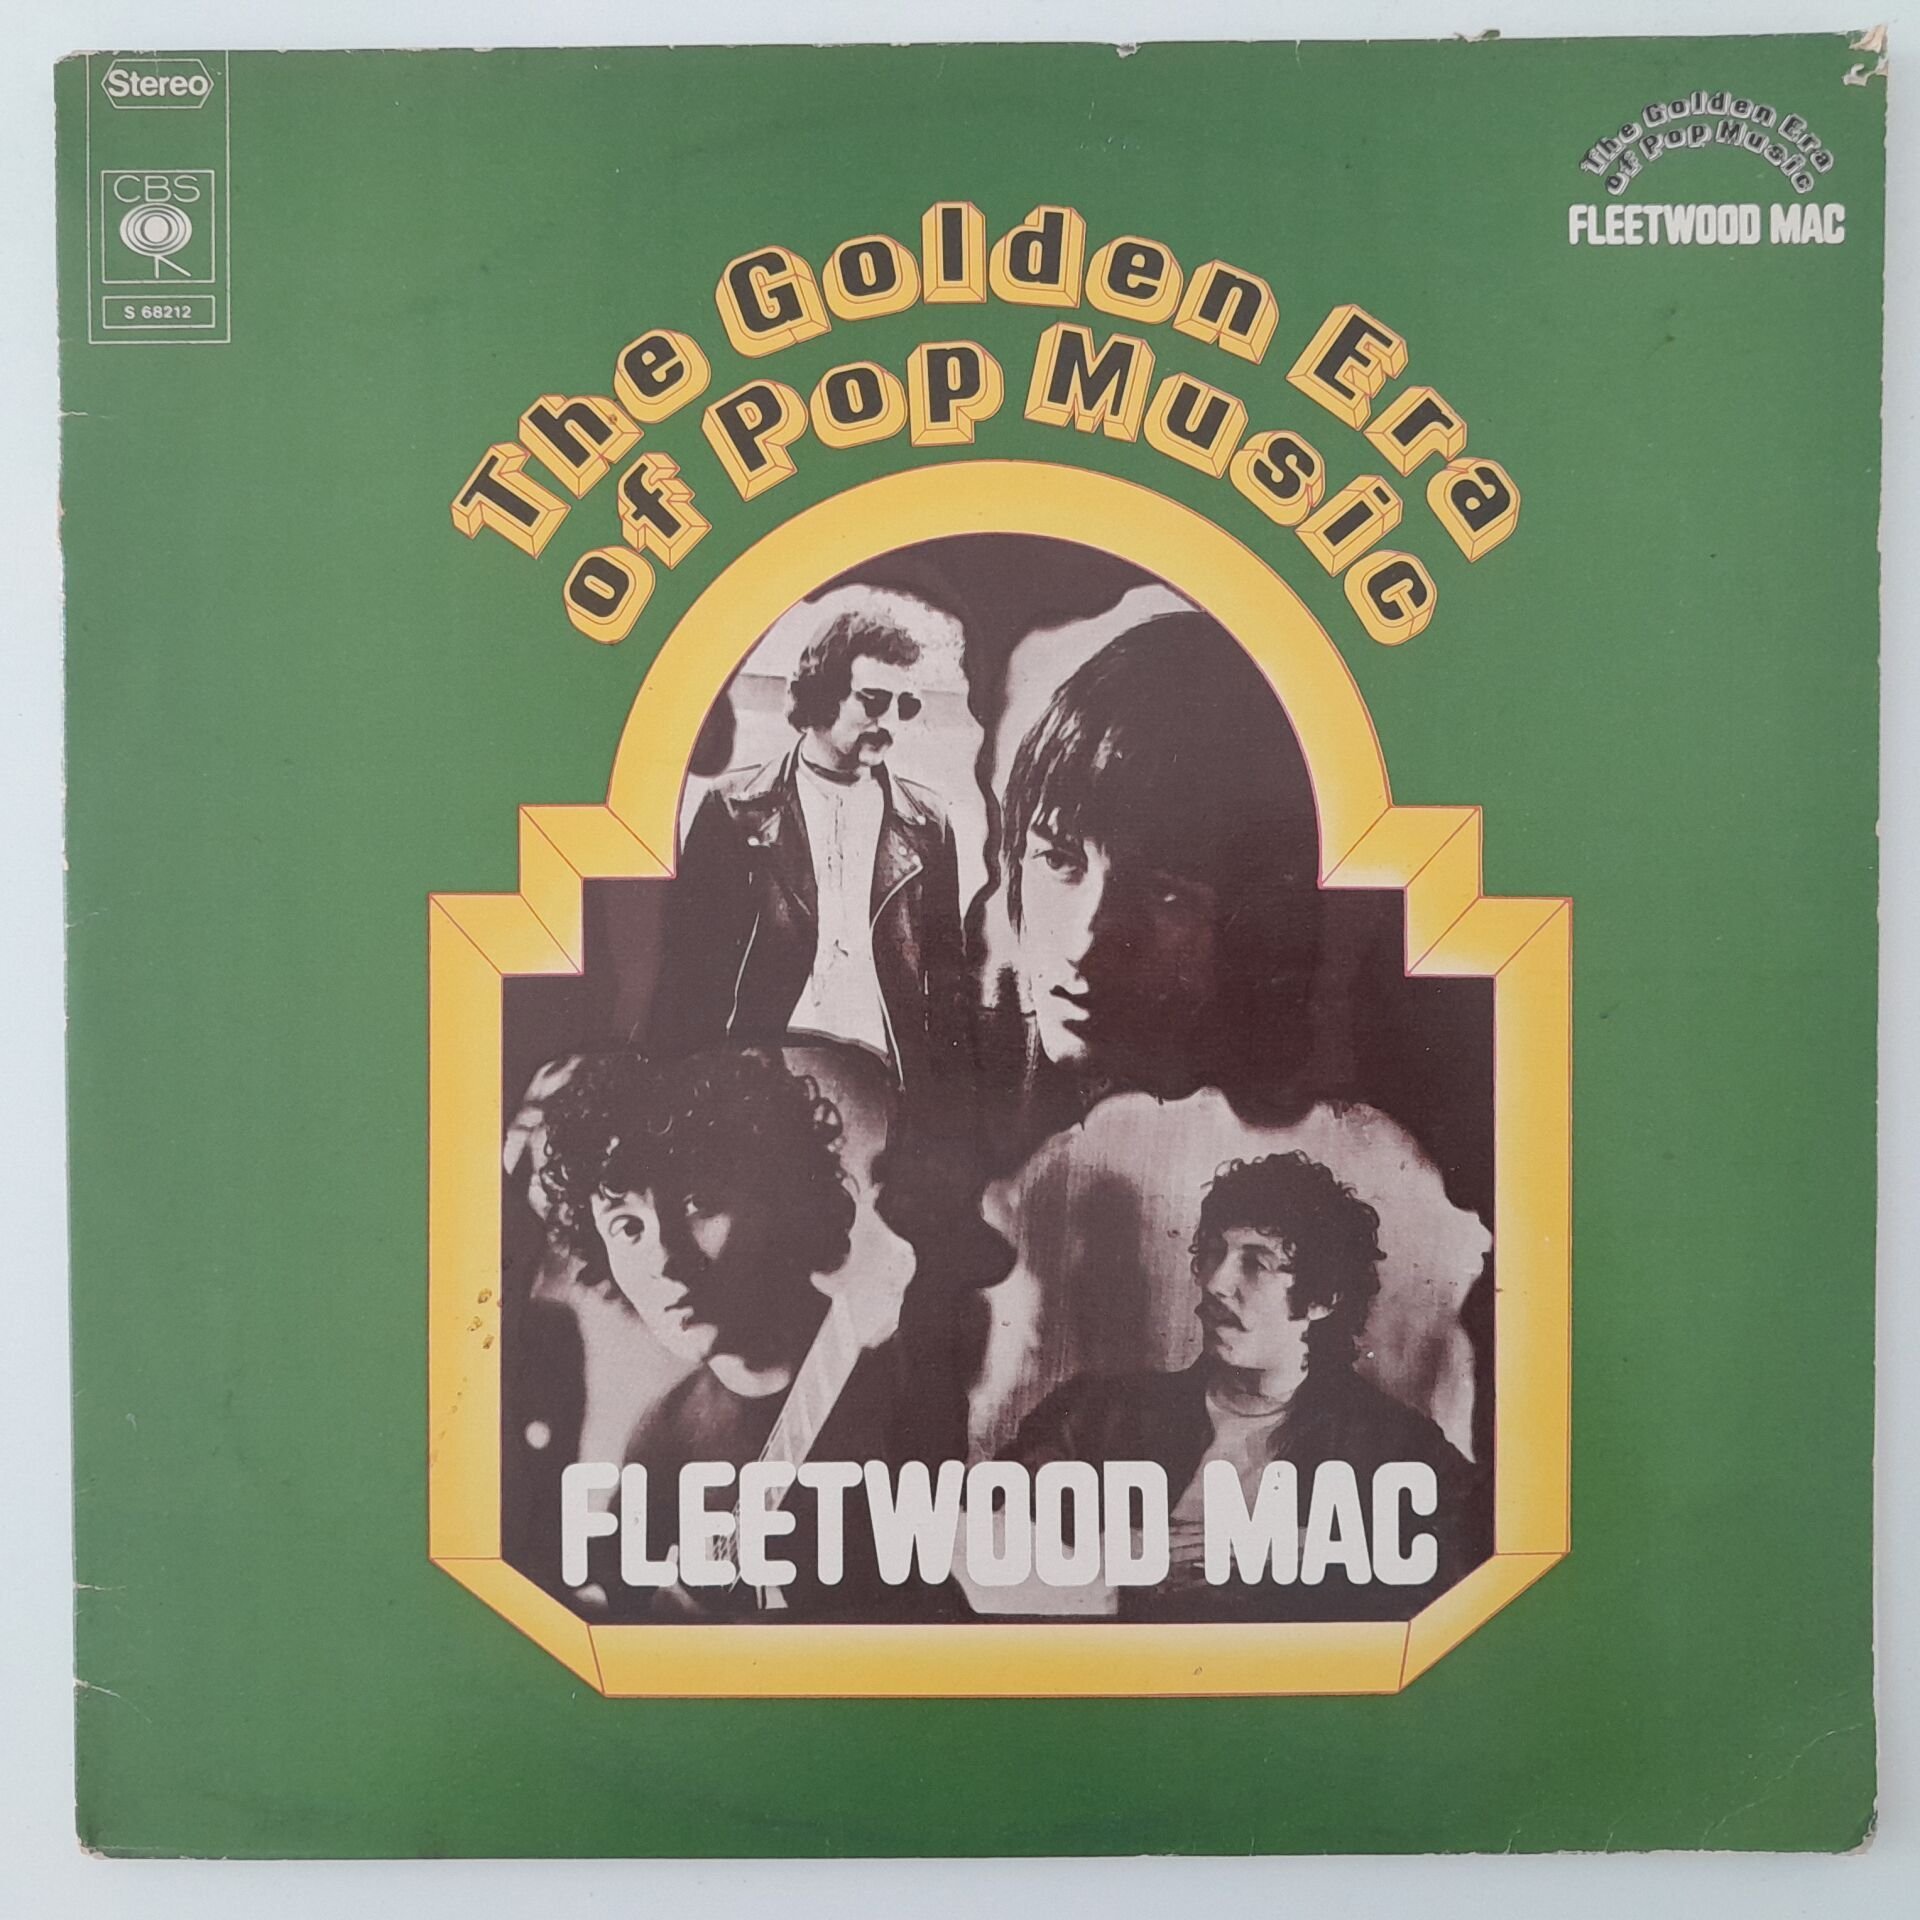 Stereo
CBS
S 68212
The Golden Era
of Pop Music
FLEETWOOD MAC
The Golden Era
of Pop Music
FLEETWOOD MAC